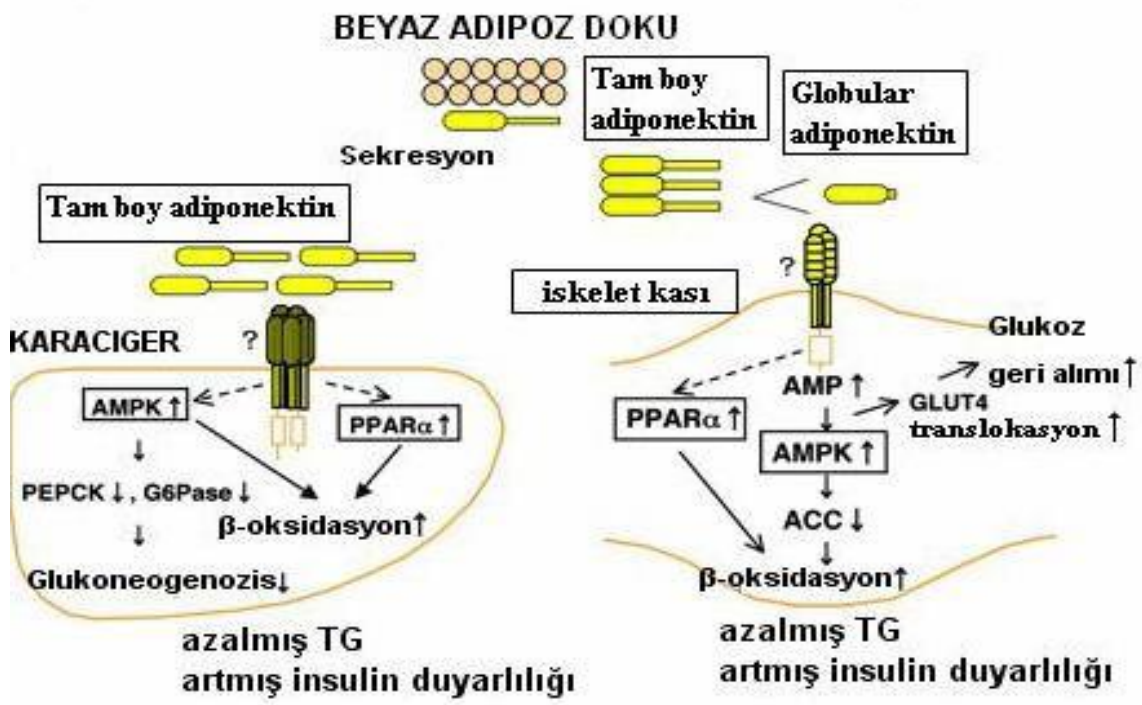 BEYAZ ADIPOZ DOKU
Tam boy
adiponektin
Globular
adiponektin
Sekresyon
Tam boy adiponektin
iskelet kası
?
KARACIGER
?
AMPK ↑
PPARα ↑
PEPCK ↓, G6Pase ↓
β-oksidasyon↑
Glukoneogenozis↓
azalmış TG
artmış insulin duyarlılığı
Glukoz
geri alımı ↑
AMP ↑
GLUT4
translokasyon ↑
PPARα ↑
AMPK ↑
ACC ↓
β-oksidasyon↑
azalmış TG
artmış insulin duyarlılığı